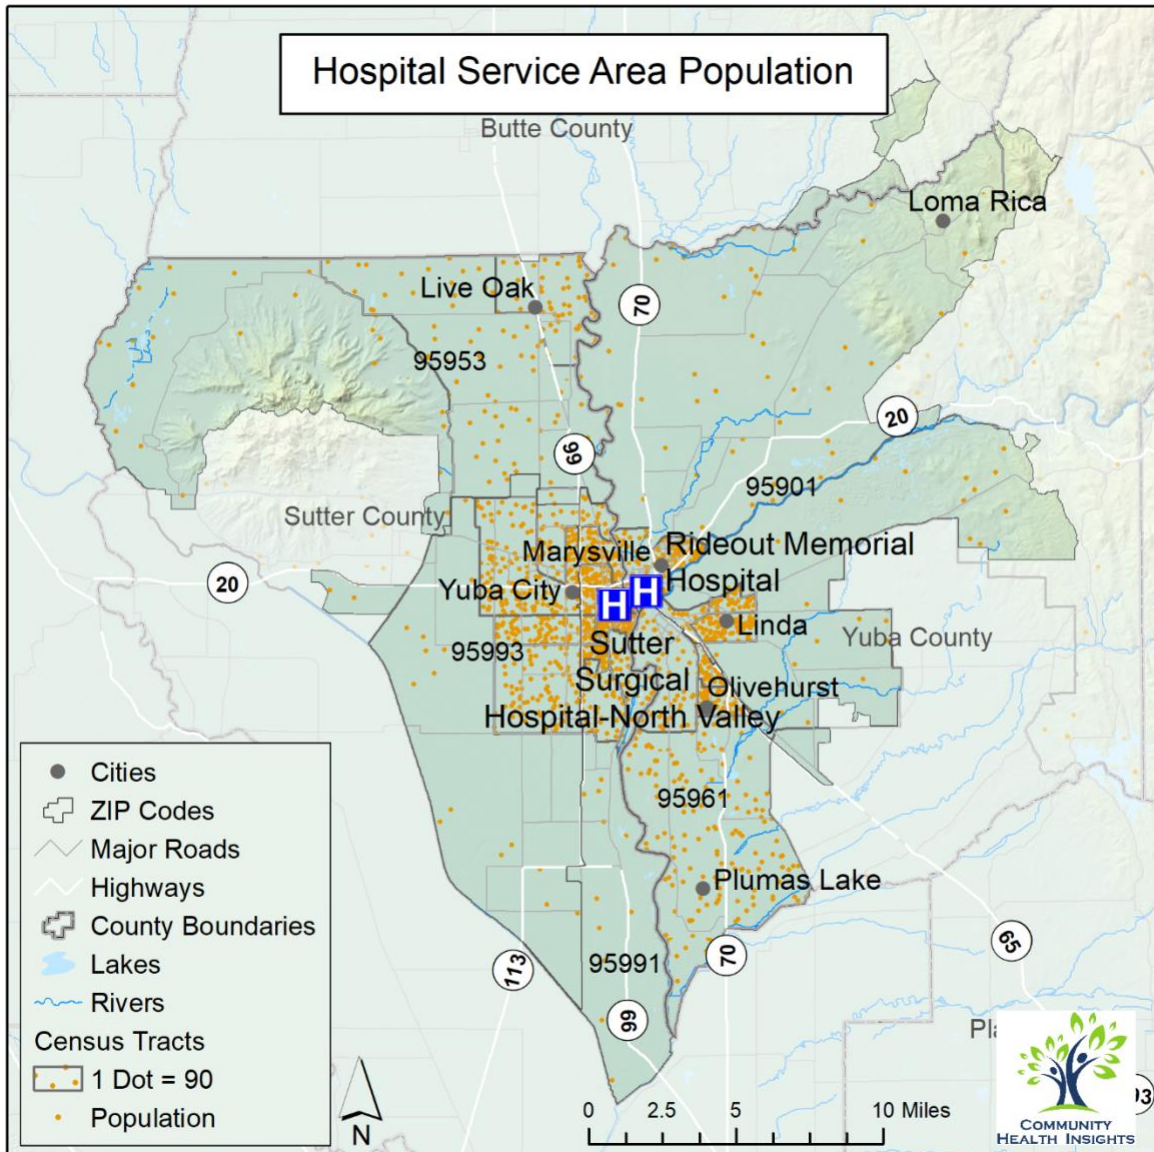 Hospital Service Area Population
Butte County
Loma Rica
Live Oak
70
95953
20
99
95901
Sutter County
Marysville
Rideout Memorial
Hospital
20
Yuba City
H
H
Linda
Sutter
Yuba County
95993
Surgical
Olivehurst
Hospital-North Valley
95961
Plumas Lake
65
70
113
95991
99
Cities
ZIP Codes
Major Roads
Highways
County Boundaries
Lakes
Rivers
Census Tracts
1 Dot = 90
Population
N
0 2.5 5 10 Miles
COMMUNITY
HEALTH INSIGHTS